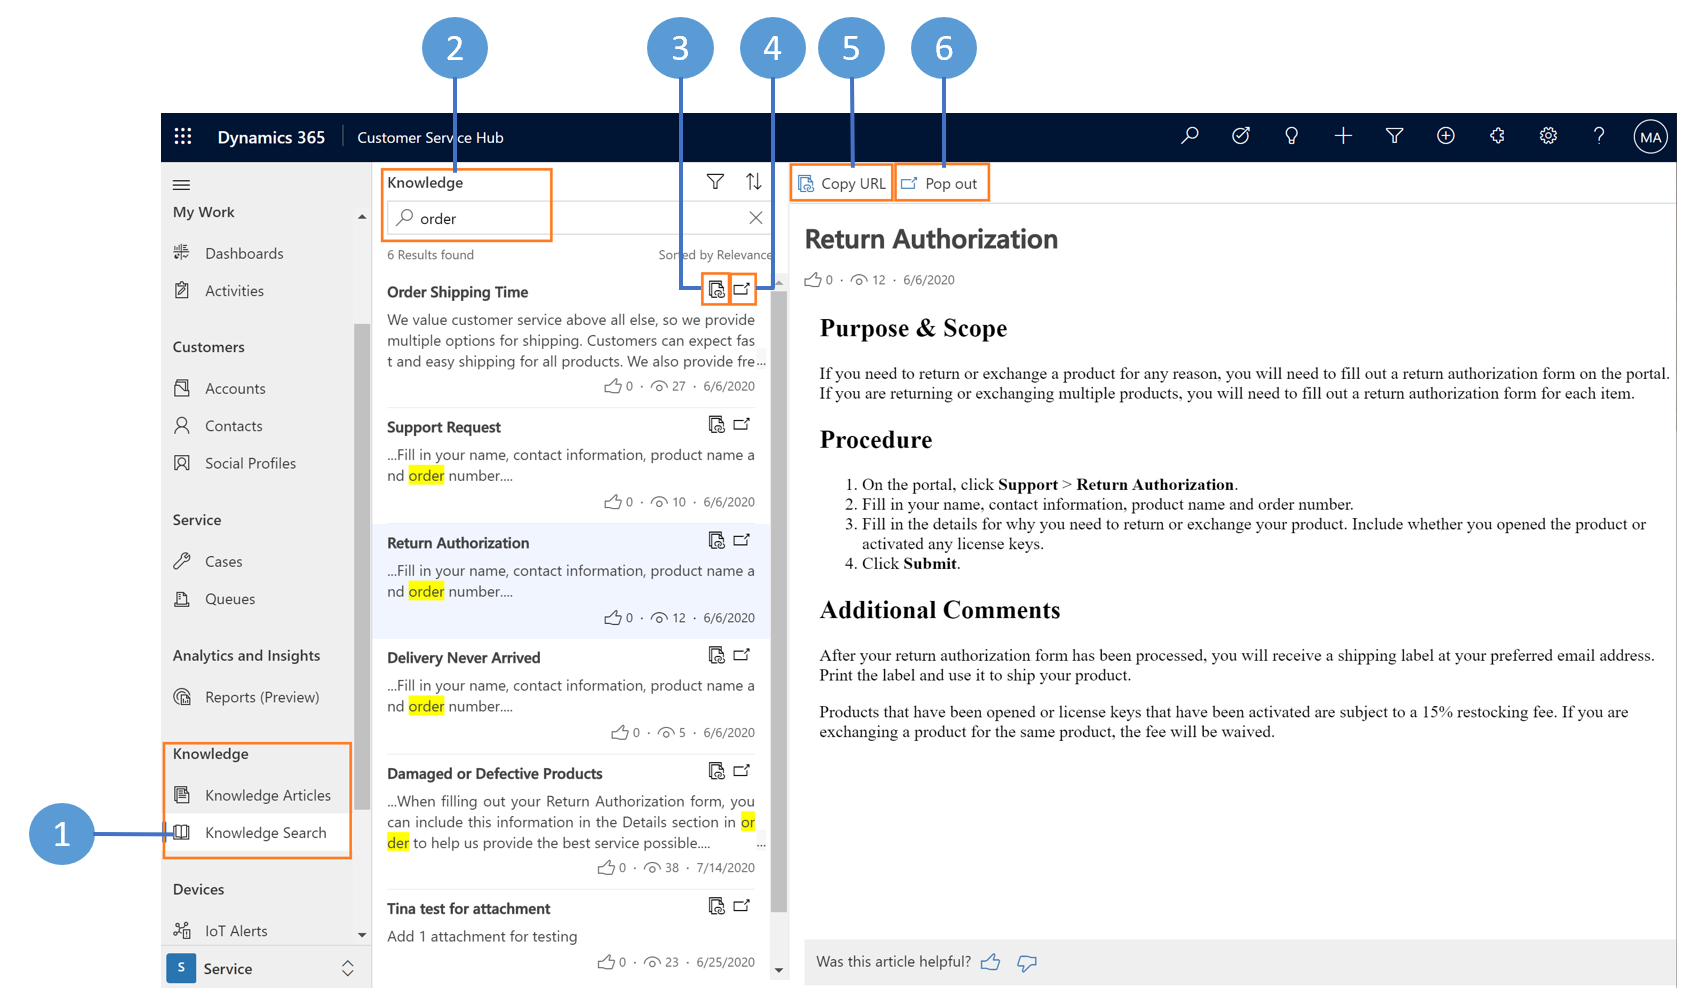 2
3
4
5
6
Dynamics 365
Customer Service Hub
MA
My Work
Dashboards
Activities
Customers
Accounts
Contacts
Social Profiles
Service
Cases
Queues
Analytics and Insights
Reports (Preview)
Knowledge
Knowledge Articles
1
Knowledge Search
Devices
IoT Alerts
S
Service
Knowledge
order
6 Results found
Sorted by Relevance
Order Shipping Time
We value customer service above all else, so we provide
multiple options for shipping. Customers can expect fas
t and easy shipping for all products. We also provide fre...
0 · 27 · 6/6/2020
Support Request
...Fill in your name, contact information, product name a
nd order number....
0 · 10 · 6/6/2020
Return Authorization
...Fill in your name, contact information, product name a
nd order number....
0 · 12 · 6/6/2020
Delivery Never Arrived
...Fill in your name, contact information, product name a
nd order number....
0 · 5 · 6/6/2020
Damaged or Defective Products
...When filling out your Return Authorization form, you
can include this information in the Details section in or
der to help us provide the best service possible.... ...
0 · 38 · 7/14/2020
Tina test for attachment
Add 1 attachment for testing
0 · 23 · 6/25/2020
Copy URL
Pop out
Return Authorization
0 · 12 · 6/6/2020
Purpose & Scope
If you need to return or exchange a product for any reason, you will need to fill out a return authorization form on the portal.
If you are returning or exchanging multiple products, you will need to fill out a return authorization form for each item.
Procedure
1. On the portal, click Support > Return Authorization.
2. Fill in your name, contact information, product name and order number.
3. Fill in the details for why you need to return or exchange your product. Include whether you opened the product or
activated any license keys.
4. Click Submit.
Additional Comments
After your return authorization form has been processed, you will receive a shipping label at your preferred email address.
Print the label and use it to ship your product.
Products that have been opened or license keys that have been activated are subject to a 15% restocking fee. If you are
exchanging a product for the same product, the fee will be waived.
Was this article helpful?